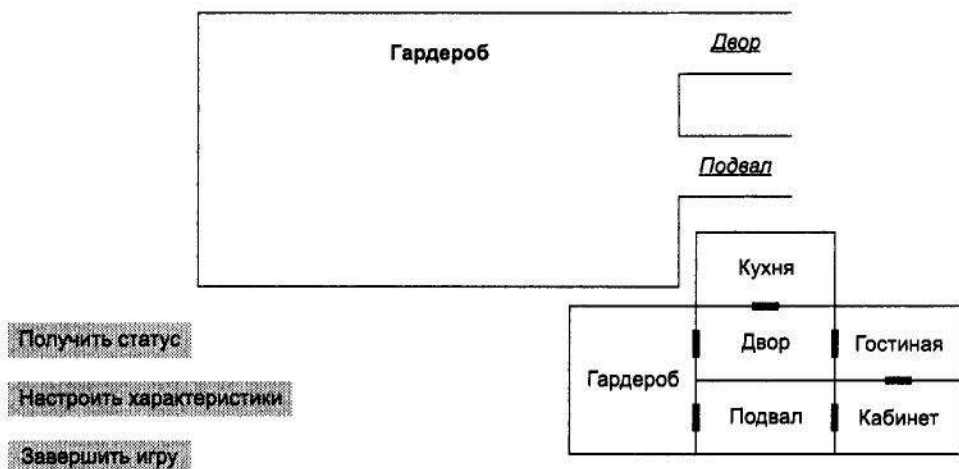 Гардероб
Двор
Подвал
Кухня
Двор
Гостиная
Гардероб
Подвал
Кабинет
Получить статус
Настроить характеристики
Завершить игру